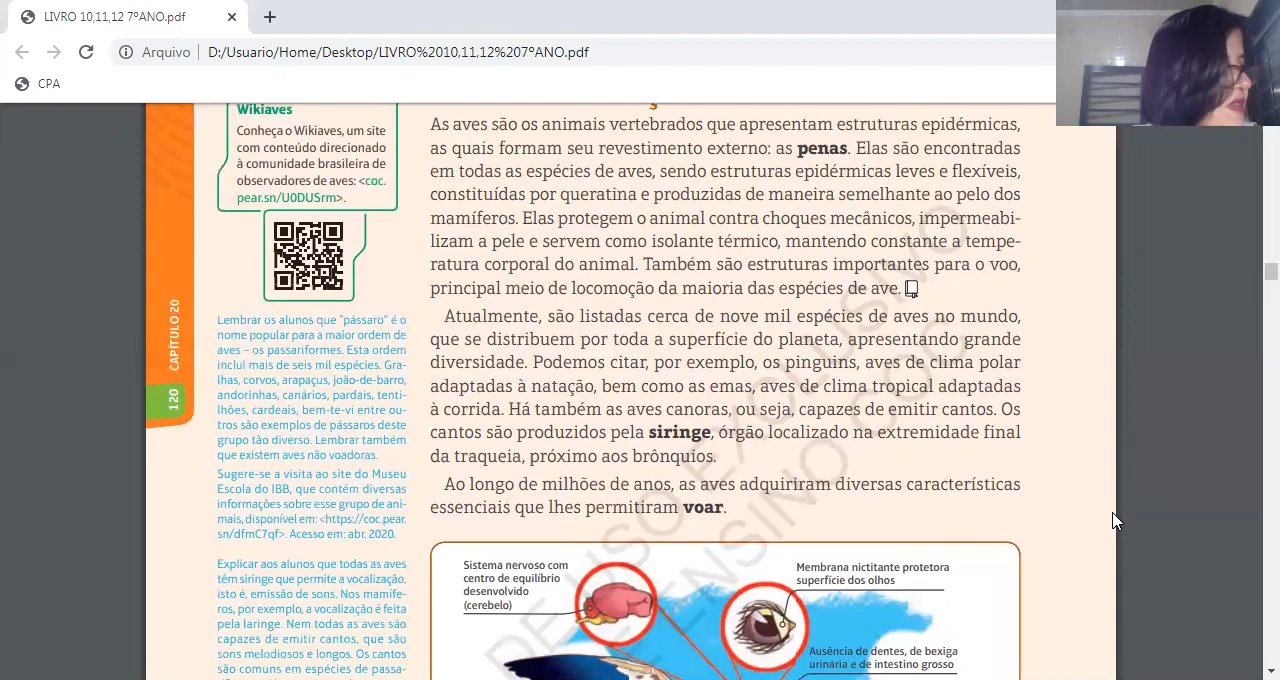 LIVRO 10,11,12 7ºANO.pdf
Arquivo
D:/Usuario/Home/Desktop/LIVRO%2010,11,12%207ºANO.pdf
CPA
Wikiaves
Conheça o Wikiaves, um site
com conteúdo direcionado
à comunidade brasileira de
observadores de aves: <coc.
pear.sn/U0DUSrm>.
CAPÍTULO 20
120
Lembrar os alunos que "pássaro" é o
nome popular para a maior ordem de
aves – os passariformes. Esta ordem
inclui mais de seis mil espécies. Gra-
lhas, corvos, arapaçus, joão-de-barro,
andorinhas, canários, pardais, tenti-
lhões, cardeais, bem-te-vi entre ou-
tros são exemplos de pássaros deste
grupo tão diverso. Lembrar também
que existem aves não voadoras.
Sugere-se a visita ao site do Museu
Escola do IBB, que contém diversas
informações sobre esse grupo de ani-
mais, disponível em: <https://coc.pear.
sn/dfmC7qf>. Acesso em: abr. 2020.
Explicar aos alunos que todas as aves
têm siringe que permite a vocalização,
isto é, emissão de sons. Nos mamífe-
ros, por exemplo, a vocalização é feita
pela laringe. Nem todas as aves são
capazes de emitir cantos, que são
sons melodiosos e longos. Os cantos
são comuns em espécies de passa-
As aves são os animais vertebrados que apresentam estruturas epidérmicas,
as quais formam seu revestimento externo: as penas. Elas são encontradas
em todas as espécies de aves, sendo estruturas epidérmicas leves e flexíveis,
constituídas por queratina e produzidas de maneira semelhante ao pelo dos
mamíferos. Elas protegem o animal contra choques mecânicos, impermeabi-
lizam a pele e servem como isolante térmico, mantendo constante a tempe-
ratura corporal do animal. Também são estruturas importantes para o voo,
principal meio de locomoção da maioria das espécies de ave.
Atualmente, são listadas cerca de nove mil espécies de aves no mundo,
que se distribuem por toda a superfície do planeta, apresentando grande
diversidade. Podemos citar, por exemplo, os pinguins, aves de clima polar
adaptadas à natação, bem como as emas, aves de clima tropical adaptadas
à corrida. Há também as aves canoras, ou seja, capazes de emitir cantos. Os
cantos são produzidos pela siringe, órgão localizado na extremidade final
da traqueia, próximo aos brônquios.
Ao longo de milhões de anos, as aves adquiriram diversas características
essenciais que lhes permitiram voar.
Sistema nervoso com
centro de equilíbrio
desenvolvido
(cerebelo)
Membrana nictitante protetora
superfície dos olhos
Ausência de dentes, de bexiga
urinária e de intestino grosso
DE USO EXCLUSIVO
DE ENSINO COC